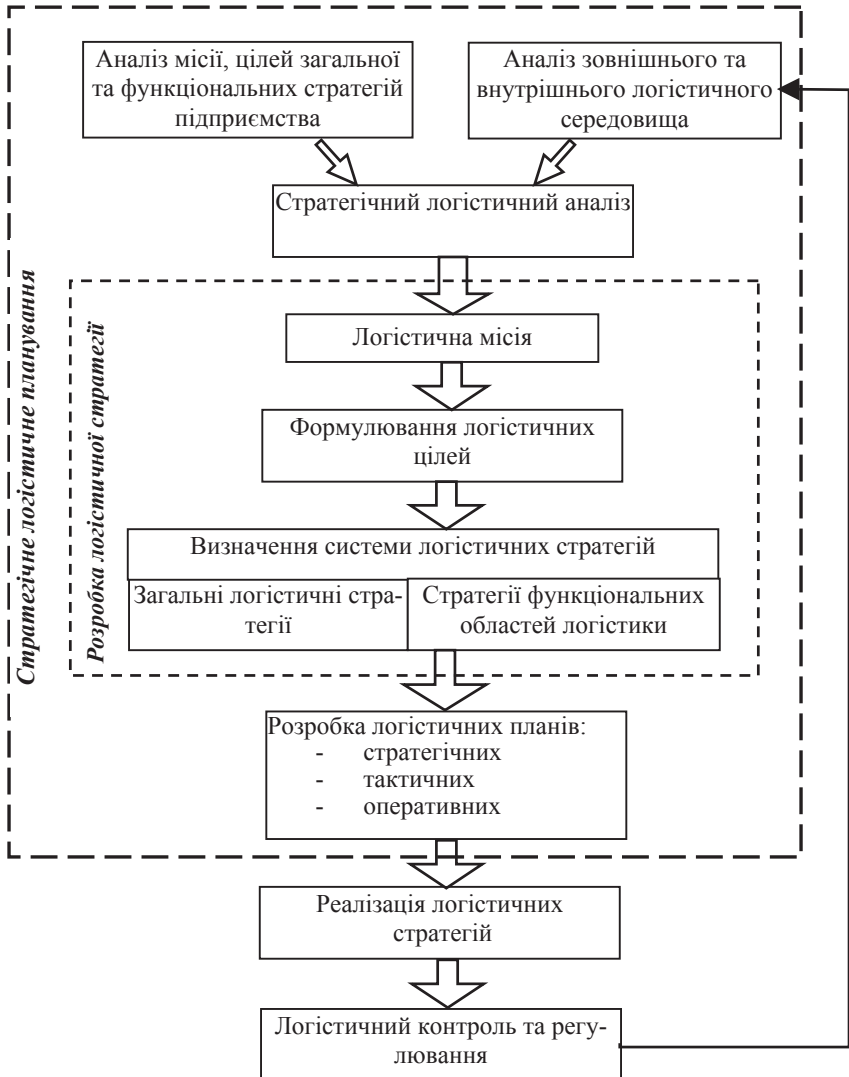 Аналіз місії, цілей загальної
та функціональних стратегій
підприємства
Аналіз зовнішнього та
внутрішнього логістичного
середовища
Стратегічний логістичний аналіз
Стратегічне логістичне планування
Розробка логістичної стратегії
Логістична місія
Формулювання логістичних
цілей
Визначення системи логістичних стратегій
Загальні логістичні стра-
тегії
Стратегії функціональних
областей логістики
Розробка логістичних планів:
- стратегічних
- тактичних
- оперативних
Реалізація логістичних
стратегій
Логістичний контроль та регу-
лювання